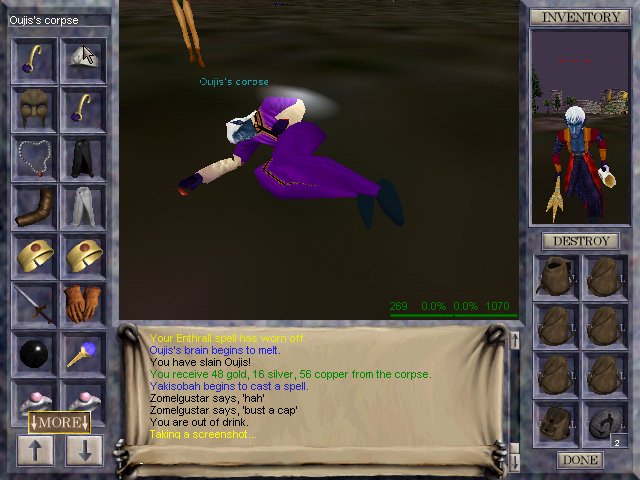 Oujis's corpse
INVENTORY
Oujis's corpse
DESTROY
L
L
L
L
L
L
L
L
2
269 0.0% 0.0% 1070
Your Enthrall spell has worn off.
Oujis's brain begins to melt.
You have slain Oujis!
You receive 48 gold, 16 silver, 56 copper from the corpse.
Yakisobah begins to cast a spell.
Zomelgustar says, 'hah'
Zomelgustar says, 'bust a cap'
You are out of drink.
Taking a screenshot...
MORE
DONE